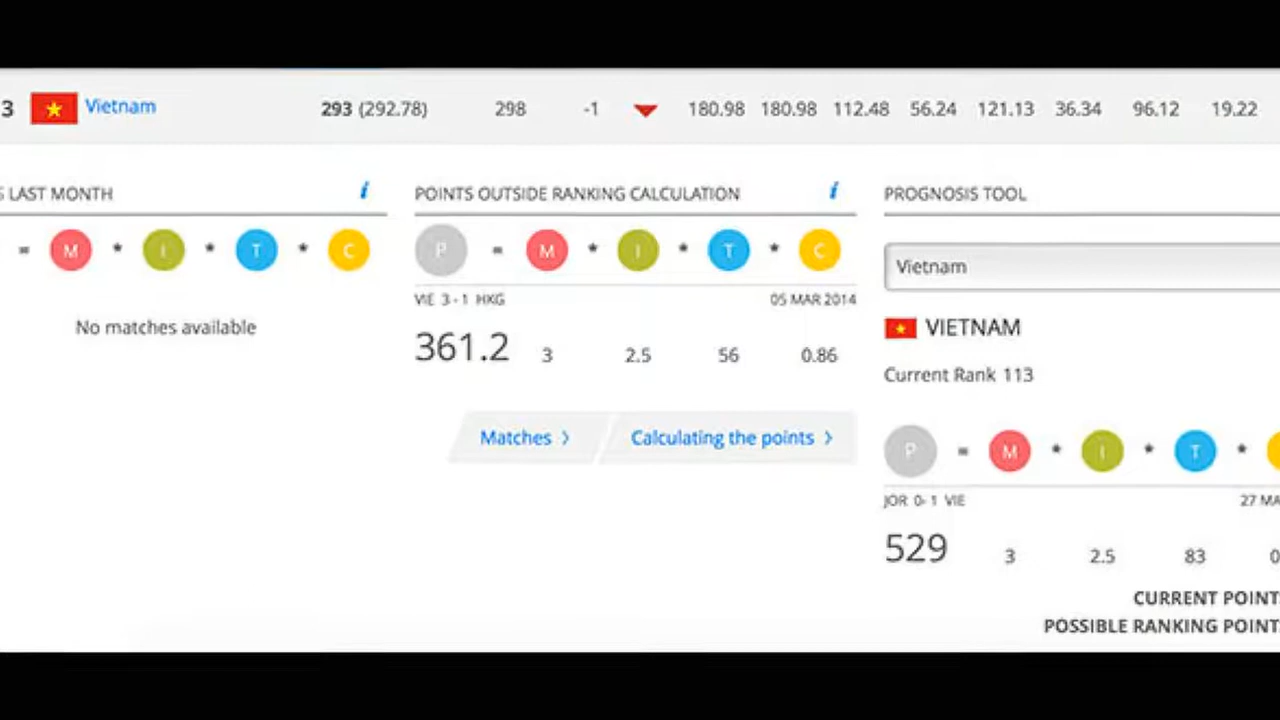 3 Vietnam 293 (292.78) 298 -1 180.98 180.98 112.48 56.24 121.13 36.34 96.12 19.22
S LAST MONTH i
= M * I * T * C
No matches available
POINTS OUTSIDE RANKING CALCULATION i
P = M * I * T * C
VIE 3-1 HKG 05 MAR 2014
361.2 3 2.5 56 0.86
Matches > Calculating the points >
PROGNOSIS TOOL
Vietnam
VIETNAM
Current Rank 113
P = M * I * T *
JOR 0-1 VIE 27 MA
529 3 2.5 83 0
CURRENT POINT
POSSIBLE RANKING POINT